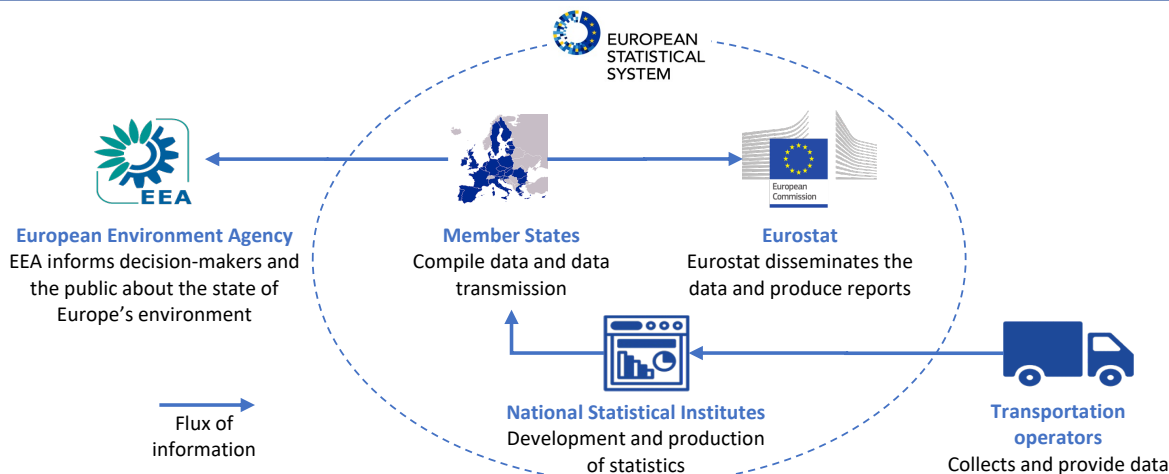 EUROPEAN
STATISTICAL
SYSTEM
EEA
European
Commission
European Environment Agency
EEA informs decision-makers and
the public about the state of
Europe's environment
Member States
Compile data and data
transmission
Eurostat
Eurostat disseminates the
data and produce reports
Flux of
information
National Statistical Institutes
Development and production
of statistics
Transportation
operators
Collects and provide data